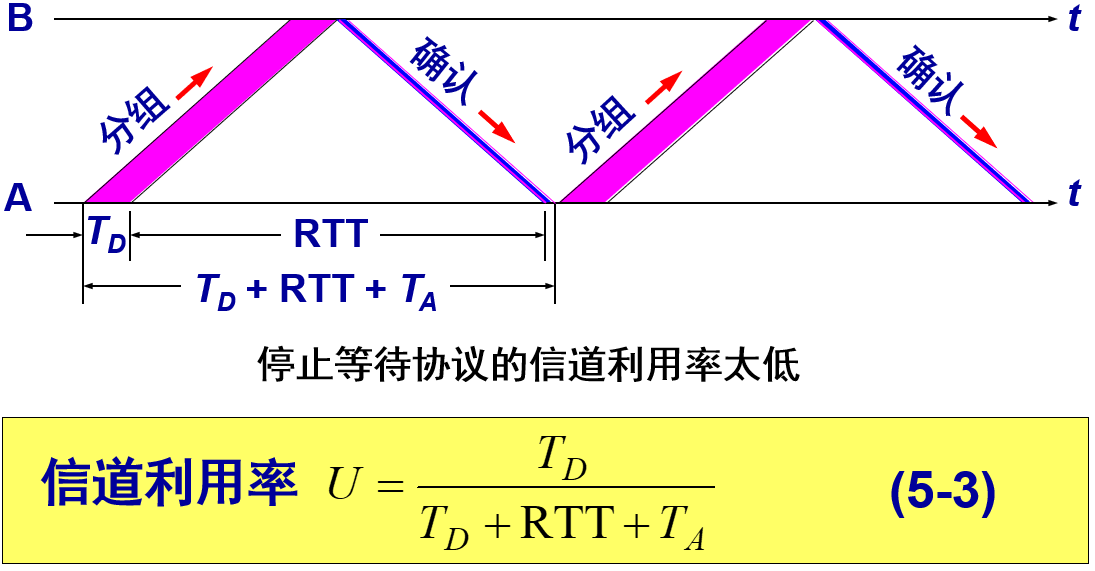 B
t
分组
确认
分组
确认
A
t
T_D
RTT
T_D + RTT + T_A
停止等待协议的信道利用率太低
信道利用率 U = T_D / (T_D + RTT + T_A) (5-3)